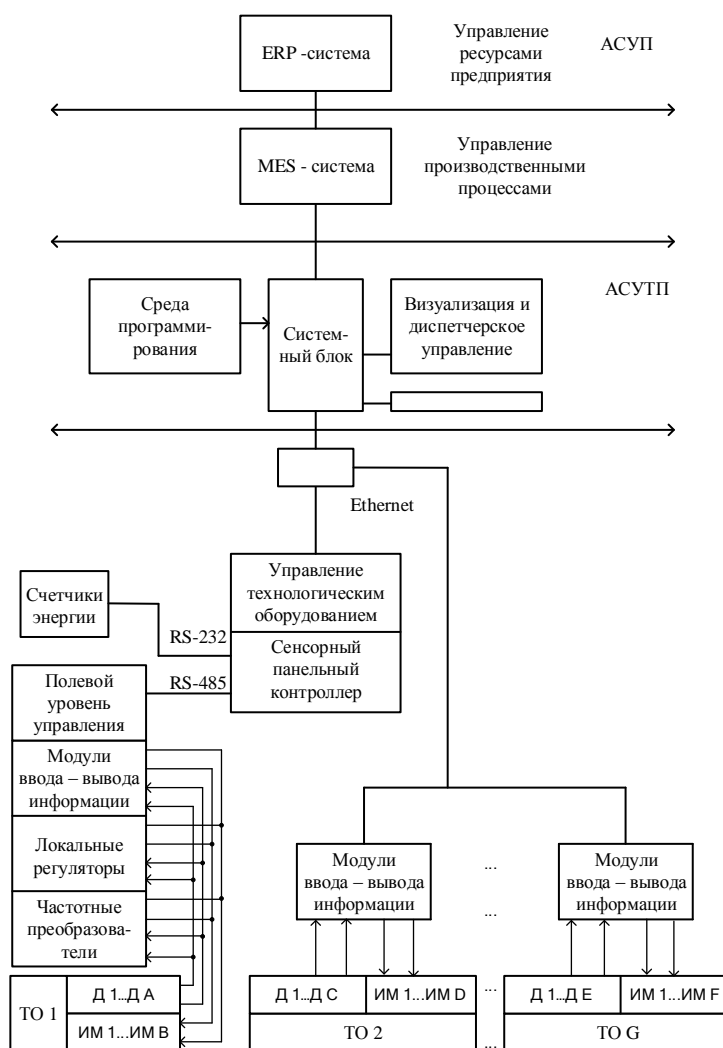 ERP -система
Управление
ресурсами
предприятия
АСУП
MES - система
Управление
производственными
процессами
АСУТП
Среда
программи-
рования
Систем-
ный блок
Визуализация и
диспетчерское
управление
Ethernet
Управление
технологическим
оборудованием
Счетчики
энергии
RS-232
Сенсорный
панельный
контроллер
RS-485
Полевой
уровень
управления
Модули
ввода – вывода
информации
Локальные
регуляторы
Частотные
преобразова-
тели
Модули
ввода – вывода
информации
...
...
Модули
ввода – вывода
информации
ТО 1
Д 1...Д A
ИМ 1...ИМ B
Д 1...Д C
ИМ 1...ИМ D
ТО 2
...
...
Д 1...Д E
ИМ 1...ИМ F
ТО G